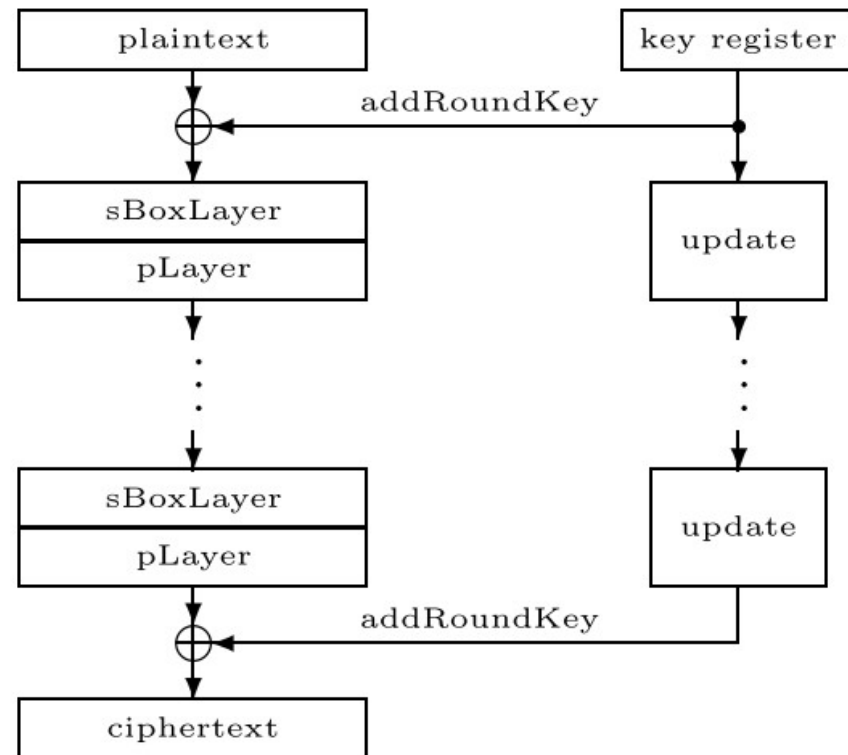 plaintext
key register
addRoundKey
sBoxLayer
pLayer
update
sBoxLayer
pLayer
update
addRoundKey
ciphertext